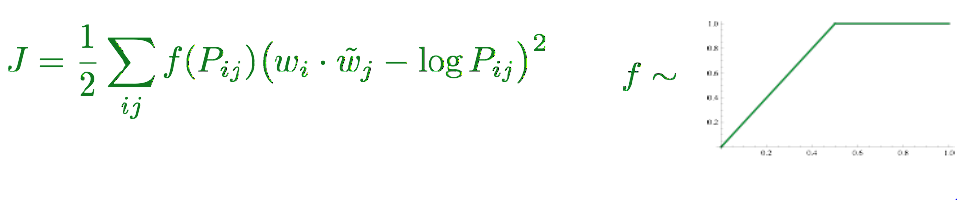 J = 1/2 ∑_{ij} f(P_{ij}) (w_i · w̃_j − log P_{ij})^2
f ∼
1.0
0.8
0.6
0.4
0.2
0.2 0.4 0.6 0.8 1.0